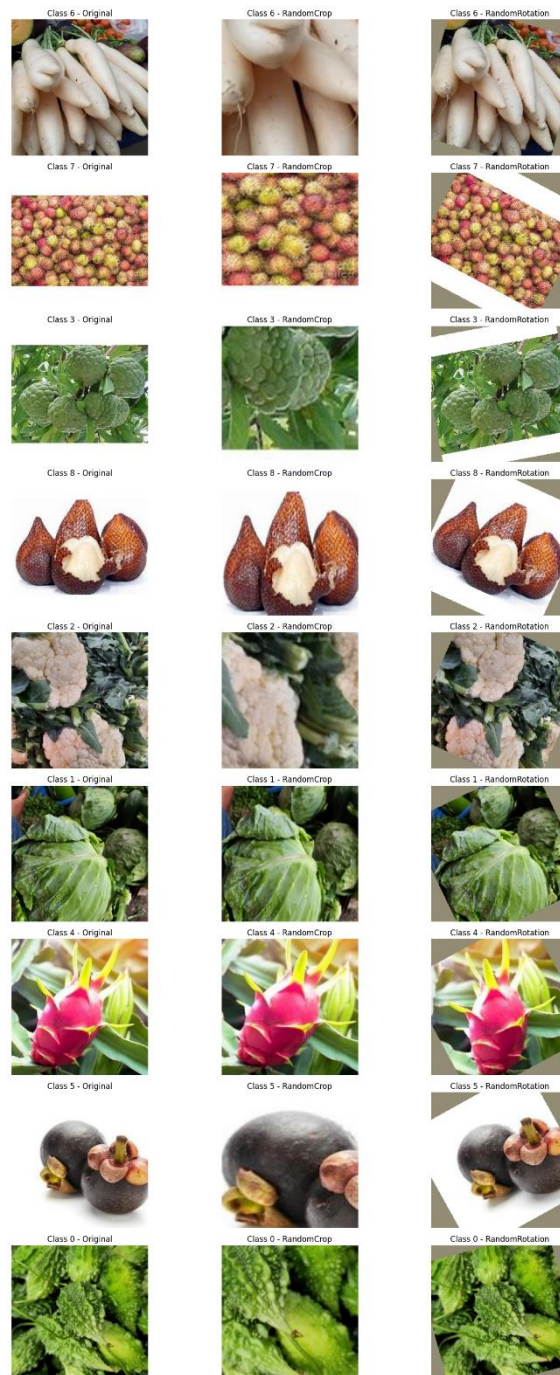 Class 6 - Original
Class 6 - RandomCrop
Class 6 - RandomRotation
Class 7 - Original
Class 7 - RandomCrop
Class 7 - RandomRotation
Class 3 - Original
Class 3 - RandomCrop
Class 3 - RandomRotation
Class 8 - Original
Class 8 - RandomCrop
Class 8 - RandomRotation
Class 2 - Original
Class 2 - RandomCrop
Class 2 - RandomRotation
Class 1 - Original
Class 1 - RandomCrop
Class 1 - RandomRotation
Class 4 - Original
Class 4 - RandomCrop
Class 4 - RandomRotation
Class 5 - Original
Class 5 - RandomCrop
Class 5 - RandomRotation
Class 0 - Original
Class 0 - RandomCrop
Class 0 - RandomRotation